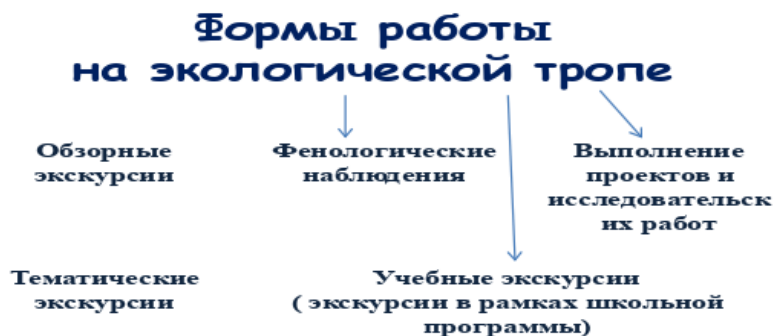 Формы работы
на экологической тропе
Обзорные
экскурсии
Фенологические
наблюдения
Выполнение
проектов и
исследовательск
их работ
Тематические
экскурсии
Учебные экскурсии
( экскурсии в рамках школьной
программы)